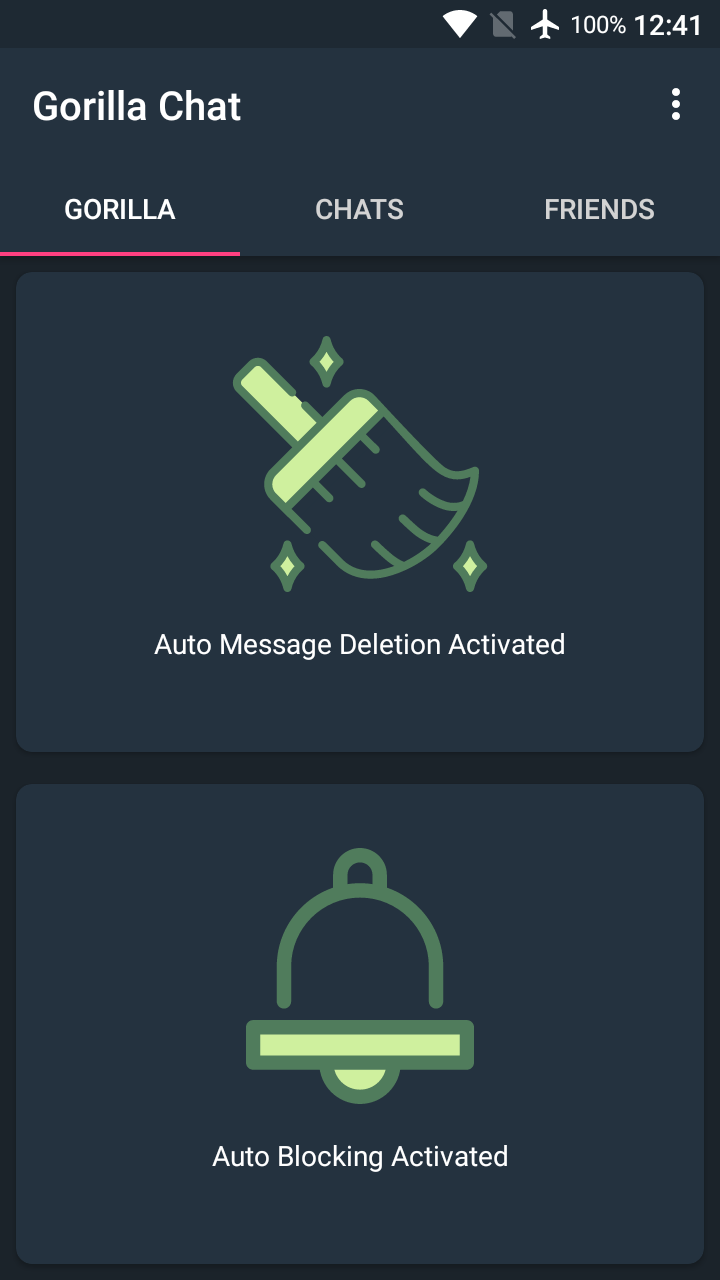 100% 12:41
Gorilla Chat
GORILLA
CHATS
FRIENDS
Auto Message Deletion Activated
Auto Blocking Activated